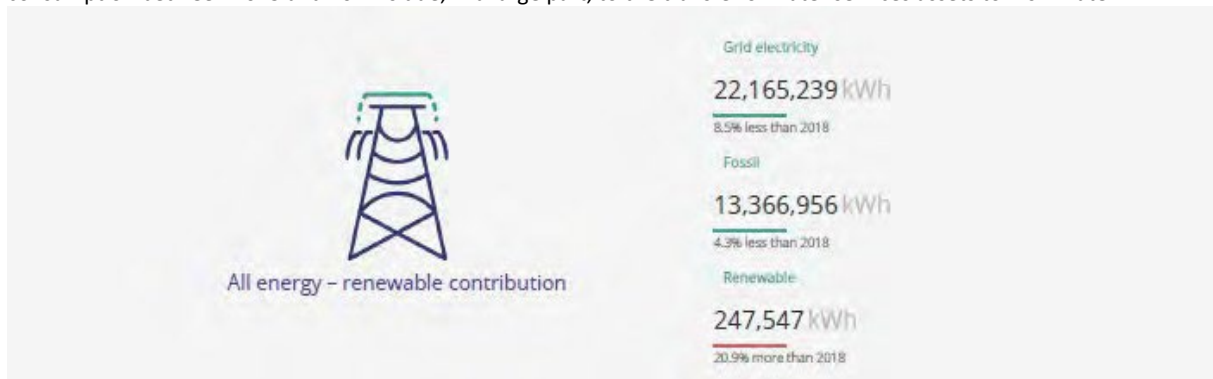 Grid electricity
22,165,239 kWh
8.5% less than 2018
Fossil
13,366,956 kWh
4.3% less than 2018
All energy – renewable contribution
Renewable
247,547 kWh
20.9% more than 2018